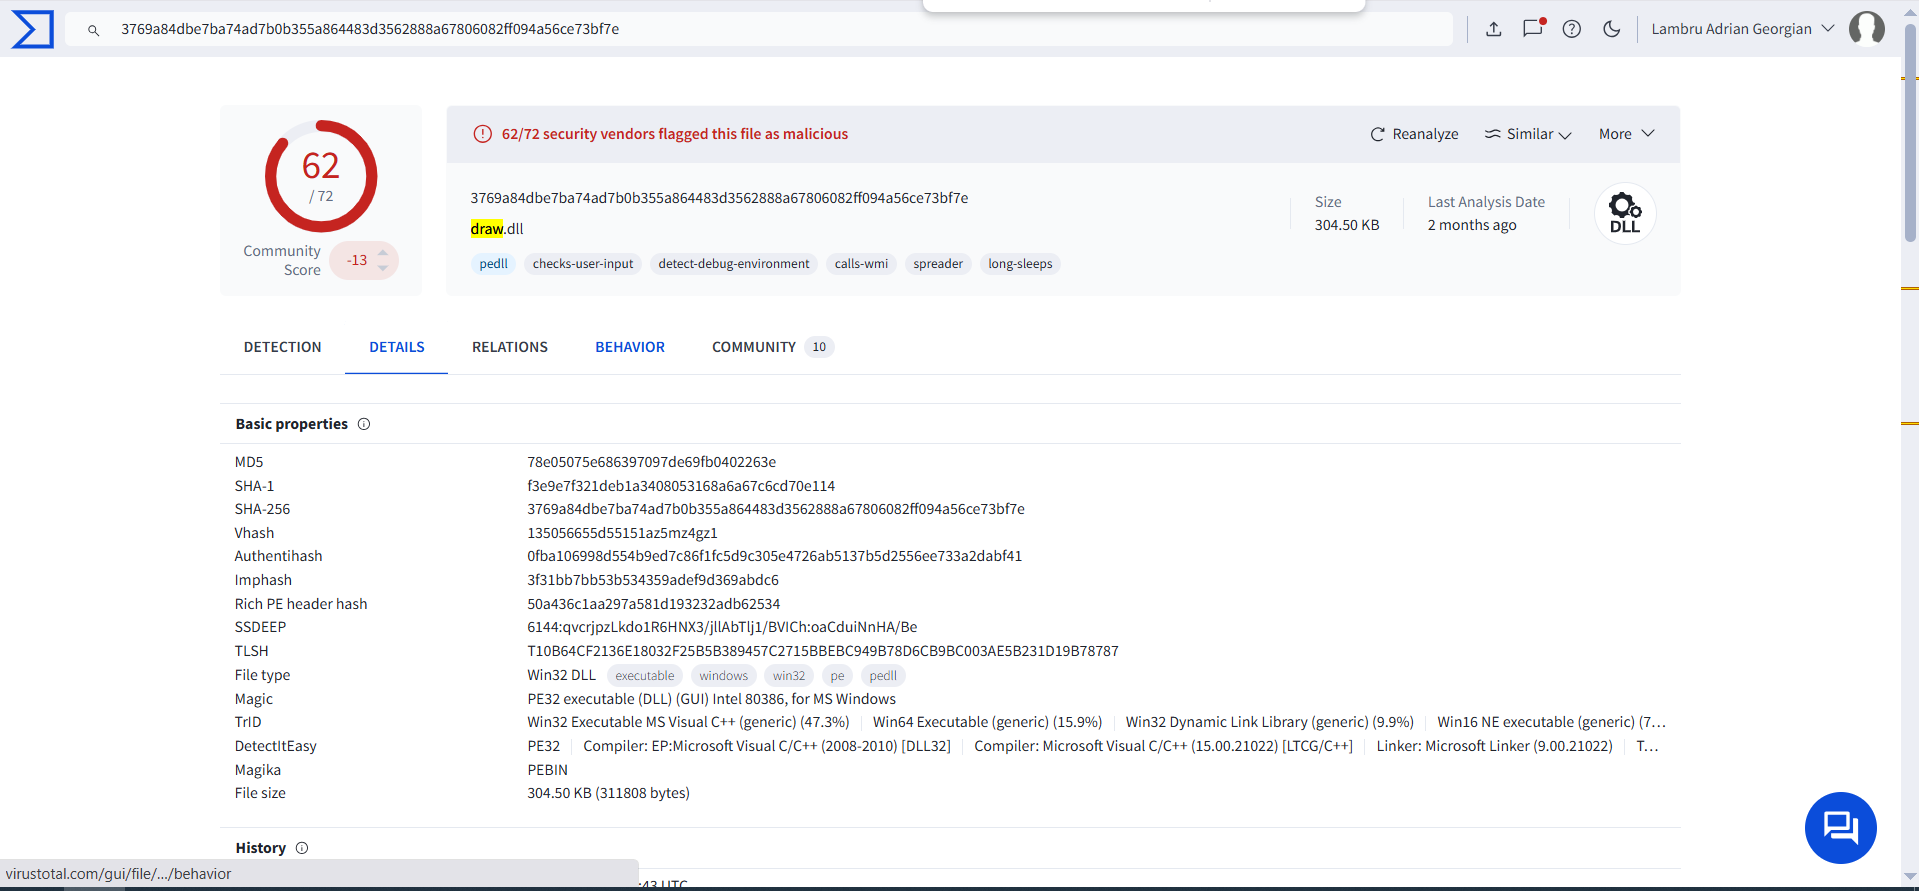 3769a84dbe7ba74ad7b0b355a864483d3562888a67806082ff094a56ce73bf7e
Lambru Adrian Georgian
62
/ 72
Community
Score
-13
62/72 security vendors flagged this file as malicious
Reanalyze
Similar
More
3769a84dbe7ba74ad7b0b355a864483d3562888a67806082ff094a56ce73bf7e
draw.dll
pedll
checks-user-input
detect-debug-environment
calls-wmi
spreader
long-sleeps
Size
304.50 KB
Last Analysis Date
2 months ago
DLL
DETECTION
DETAILS
RELATIONS
BEHAVIOR
COMMUNITY 10
Basic properties
MD5 78e05075e686397097de69fb0402263e
SHA-1 f3e9e7f321deb1a3408053168a6a67c6cd70e114
SHA-256 3769a84dbe7ba74ad7b0b355a864483d3562888a67806082ff094a56ce73bf7e
Vhash 135056655d55151az5mz4gz1
Authentihash 0fba106998d554b9ed7c86f1fc5d9c305e4726ab5137b5d2556ee733a2dabf41
Imphash 3f31bb7bb53b534359adef9d369abdc6
Rich PE header hash 50a436c1aa297a581d193232adb62534
SSDEEP 6144:qvcrjpzLkdo1R6HNX3/jllAbTlj1/BVICh:oaCduiNnHA/Be
TLSH T10B64CF2136E18032F25B5B389457C2715BBEBC949B78D6CB9BC003AE5B231D19B78787
File type Win32 DLL executable windows win32 pe pedll
Magic PE32 executable (DLL) (GUI) Intel 80386, for MS Windows
TrID Win32 Executable MS Visual C++ (generic) (47.3%) Win64 Executable (generic) (15.9%) Win32 Dynamic Link Library (generic) (9.9%) Win16 NE executable (generic) (7…
DetectItEasy PE32 Compiler: EP:Microsoft Visual C/C++ (2008-2010) [DLL32] Compiler: Microsoft Visual C/C++ (15.00.21022) [LTCG/C++] Linker: Microsoft Linker (9.00.21022) T…
Magika PEBIN
File size 304.50 KB (311808 bytes)
History
virustotal.com/gui/file/.../behavior
:43 UTC